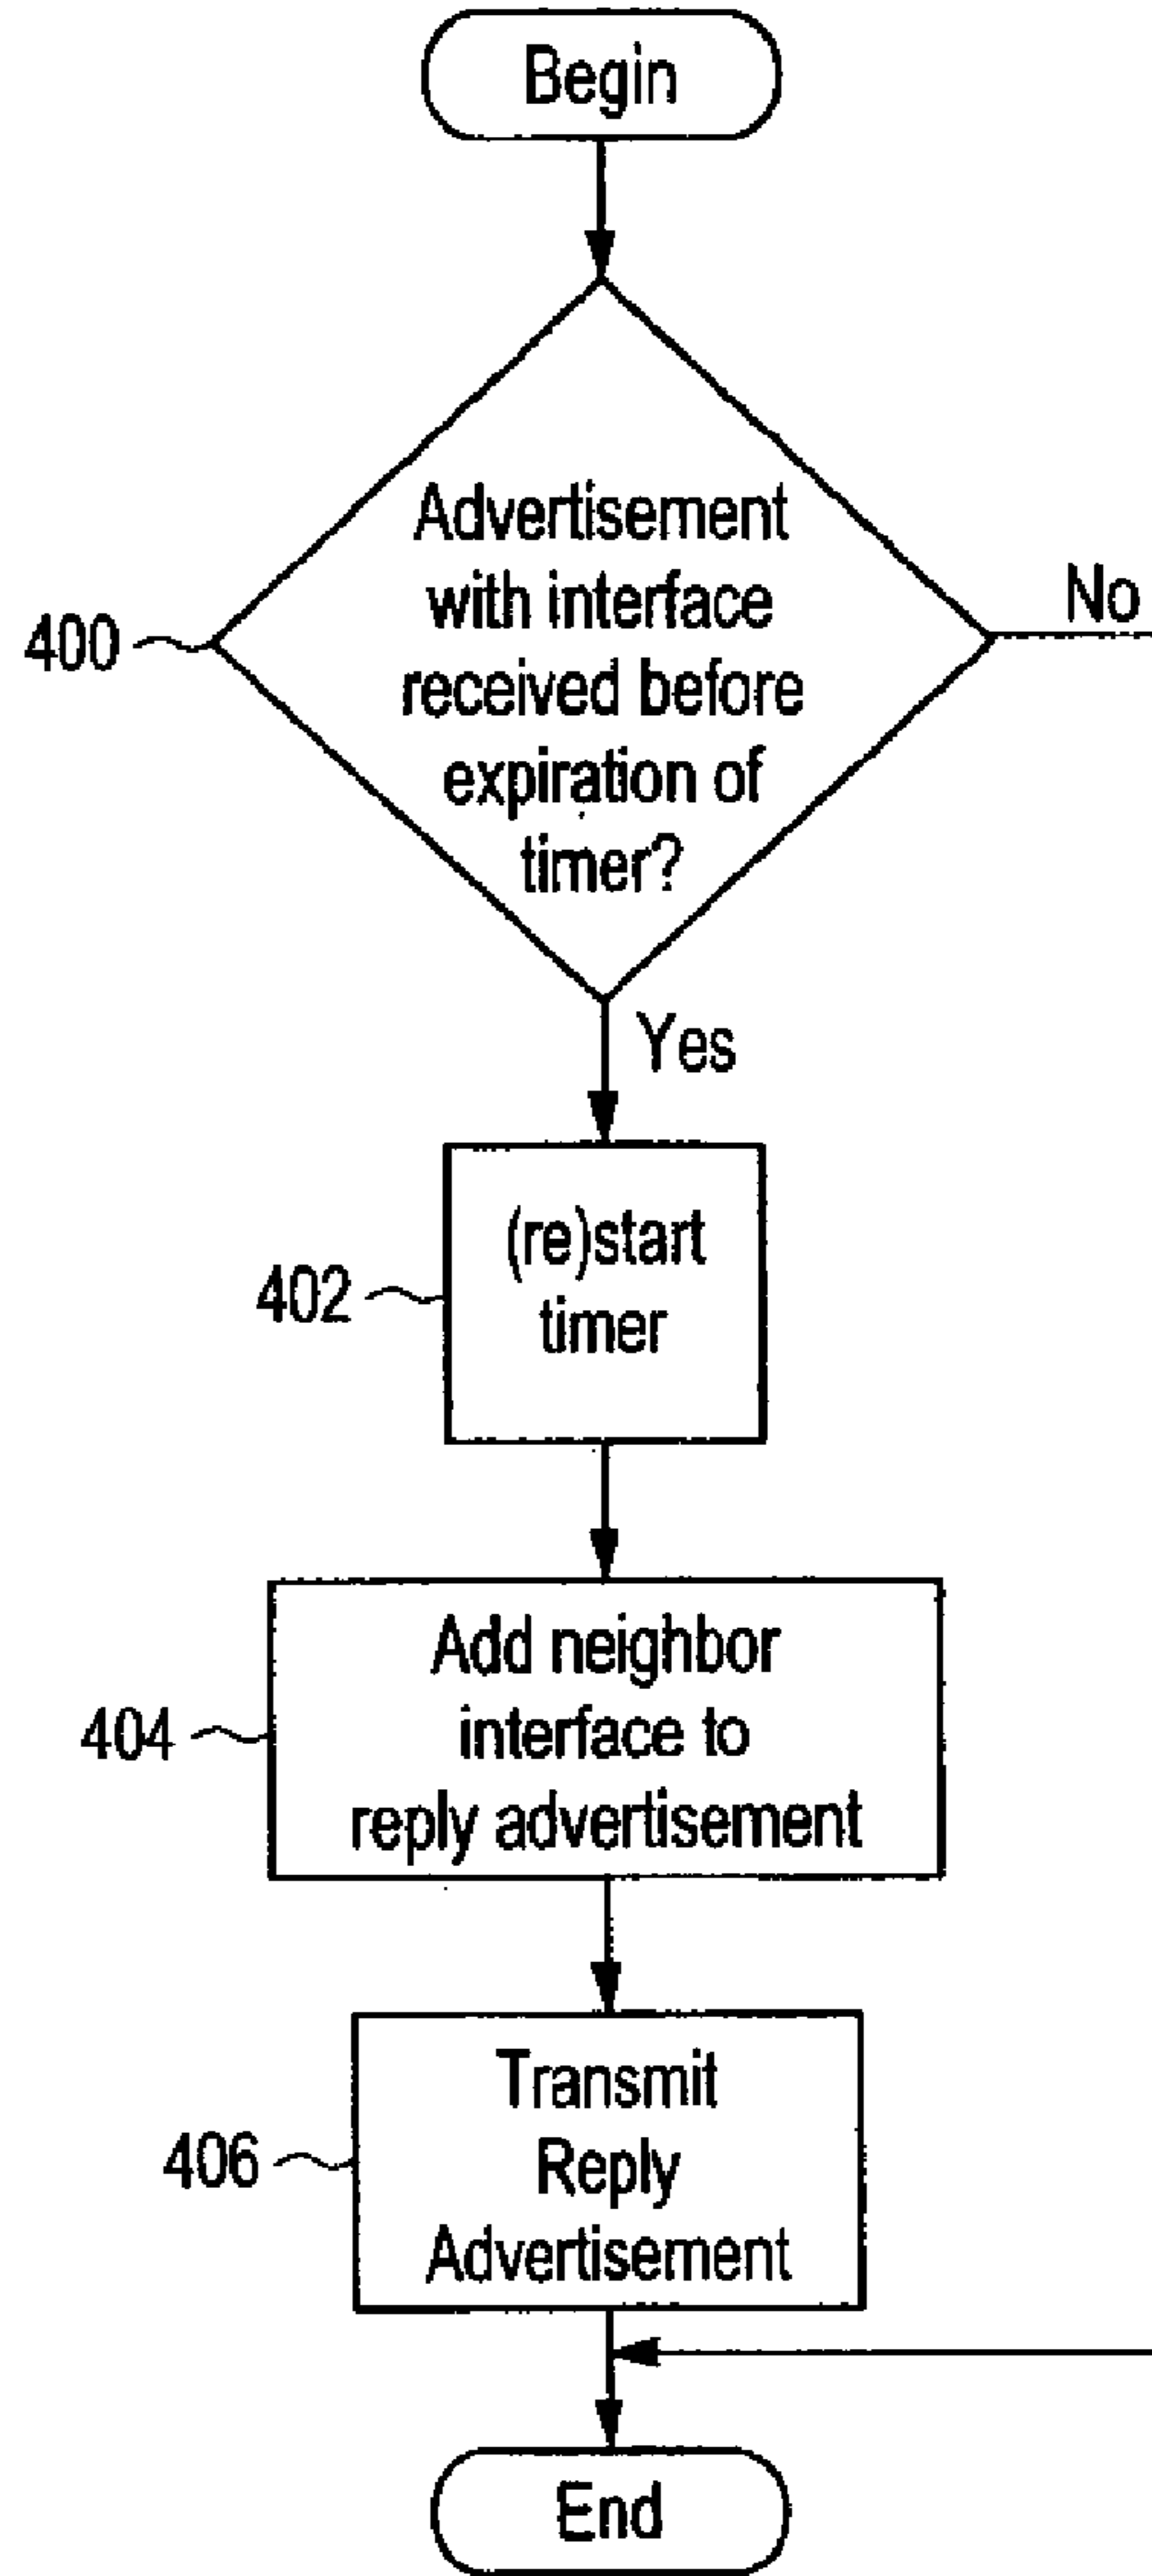 Begin
Advertisement
with interface
received before
expiration of
timer?
400
No
Yes
(re)start
timer
402
Add neighbor
interface to
reply advertisement
404
Transmit
Reply
Advertisement
406
End